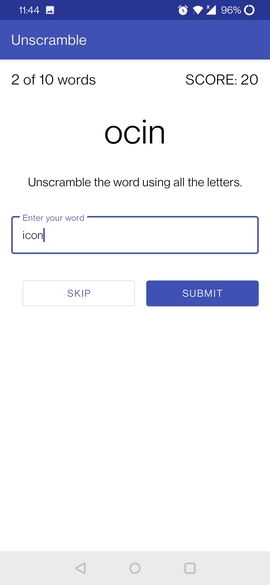 11:44
96%
Unscramble
2 of 10 words
SCORE: 20
ocin
Unscramble the word using all the letters.
Enter your word
icon
SKIP
SUBMIT